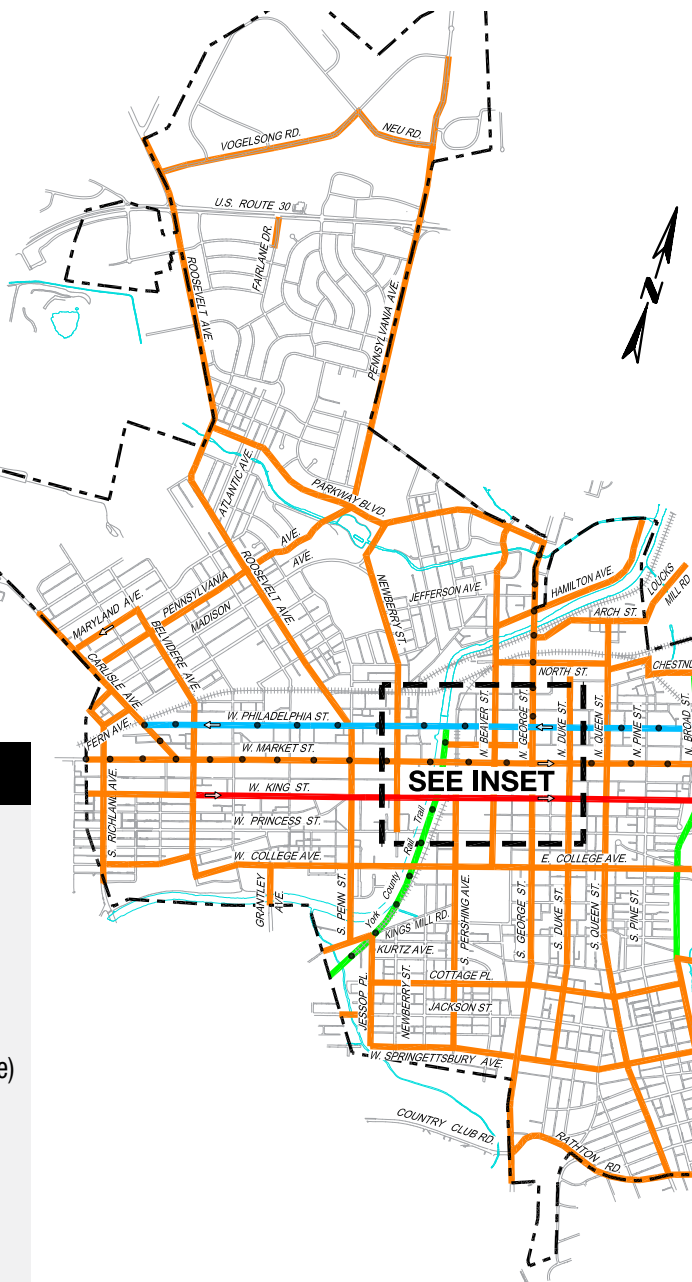 VOGELSONG RD.
NEU RD.
U.S. ROUTE 30
FAIRLANE DR.
ROOSEVELT AVE.
PENNSYLVANIA AVE.
N
ATLANTIC AVE.
PARKWAY BLVD.
PENNSYLVANIA AVE.
MADISON AVE.
ROOSEVELT AVE.
NEWBERRY ST.
JEFFERSON AVE.
HAMILTON AVE.
LOUCKS
MILL RD
ARCH ST.
MARYLAND AVE.
BELVIDERE AVE.
CARLISLE AVE
FERN AVE.
NORTH ST.
CHESTNU
W. PHILADELPHIA ST.
N. BEAVER ST.
N. GEORGE ST.
N. DUKE ST.
N. QUEEN ST.
N. PINE ST.
N. BROAD ST.
W. MARKET ST.
SEE INSET
W. KING ST.
S. RICHLAND AVE.
W. PRINCESS ST.
W. COLLEGE AVE.
E. COLLEGE AVE.
York County Rail Trail
GRANTLEY
AVE.
S. PENN ST.
KINGS MILL RD.
KURTZ AVE.
S. PERSHING AVE.
S. GEORGE ST.
S. DUKE ST.
S. QUEEN ST.
S. PINE ST.
COTTAGE PL.
JESSOP PL.
NEWBERRY ST.
JACKSON ST.
W. SPRINGETTSBURY AVE.
e)
COUNTRY CLUB RD.
RATHTON RD.